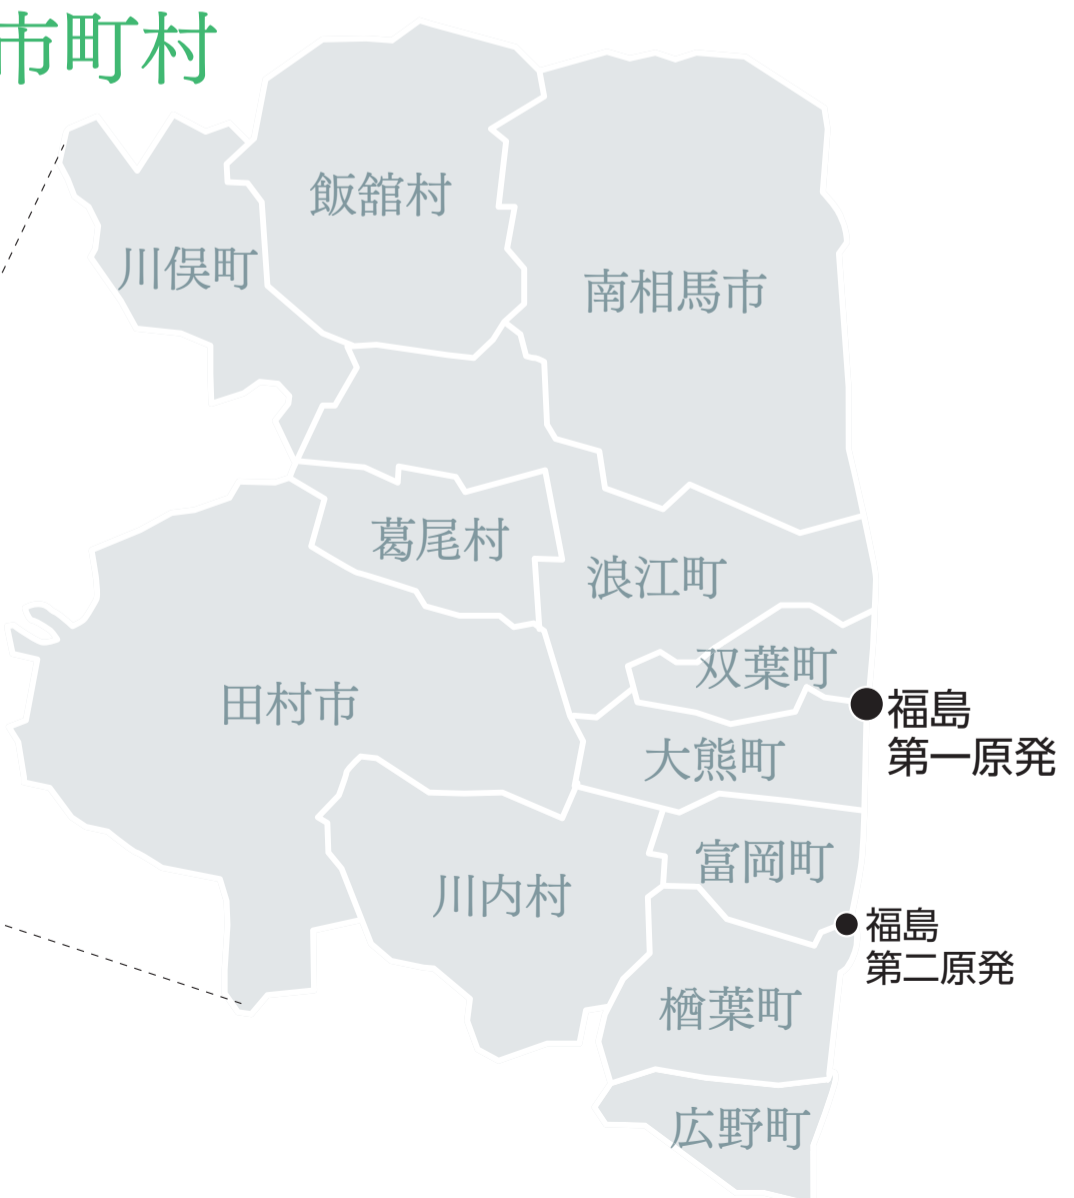 市町村
飯舘村
川俣町
南相馬市
葛尾村
浪江町
双葉町
田村市
福島
第一原発
大熊町
富岡町
川内村
福島
第二原発
楢葉町
広野町